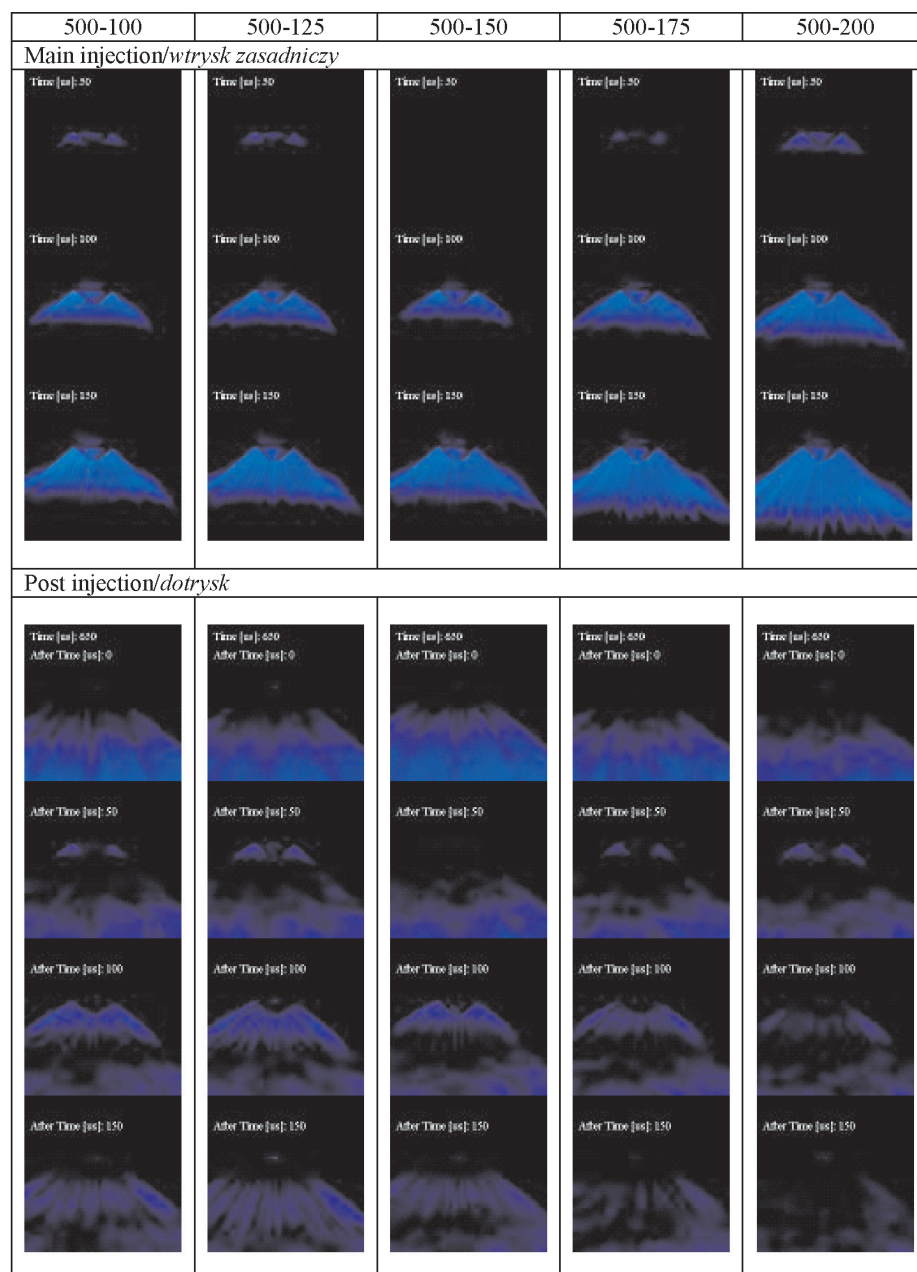 500-100 500-125 500-150 500-175 500-200
Main injection/wtrysk zasadniczy
Time [us]: 50 Time [us]: 50 Time [us]: 50 Time [us]: 50 Time [us]: 50
Time [us]: 100 Time [us]: 100 Time [us]: 100 Time [us]: 100 Time [us]: 100
Time [us]: 150 Time [us]: 150 Time [us]: 150 Time [us]: 150 Time [us]: 150
Post injection/dotrysk
Time [us]: 650 Time [us]: 650 Time [us]: 650 Time [us]: 650 Time [us]: 650
After Time [us]: 0 After Time [us]: 0 After Time [us]: 0 After Time [us]: 0 After Time [us]: 0
After Time [us]: 50 After Time [us]: 50 After Time [us]: 50 After Time [us]: 50 After Time [us]: 50
After Time [us]: 100 After Time [us]: 100 After Time [us]: 100 After Time [us]: 100 After Time [us]: 100
After Time [us]: 150 After Time [us]: 150 After Time [us]: 150 After Time [us]: 150 After Time [us]: 150